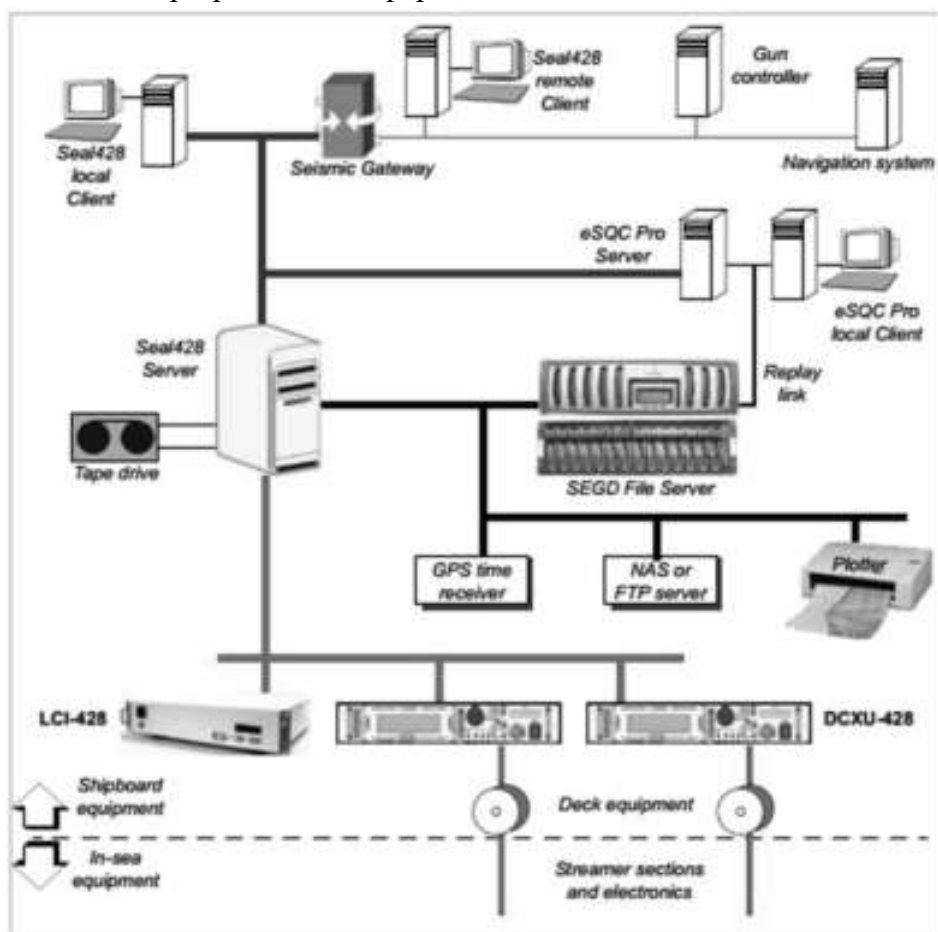 Seal428
remote
Client
Gun
controller
Seal428
local
Client
Seismic Gateway
Navigation system
eSQC Pro
Server
eSQC Pro
local Client
Seal428
Server
Replay
link
Tape drive
SEGD File Server
GPS time
receiver
NAS or
FTP server
Plotter
LCI-428
DCXU-428
Shipboard
equipment
Deck equipment
In-sea
equipment
Streamer sections
and electronics